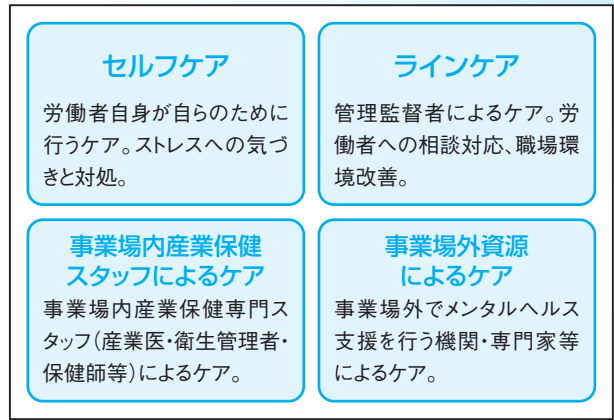 セルフケア
労働者自身が自らのために
行うケア。ストレスへの気づ
きと対処。
ラインケア
管理監督者によるケア。労
働者への相談対応、職場環
境改善。
事業場内産業保健
スタッフによるケア
事業場内産業保健専門ス
タッフ(産業医・衛生管理者・
保健師等)によるケア。
事業場外資源
によるケア
事業場外でメンタルヘルス
支援を行う機関・専門家等
によるケア。